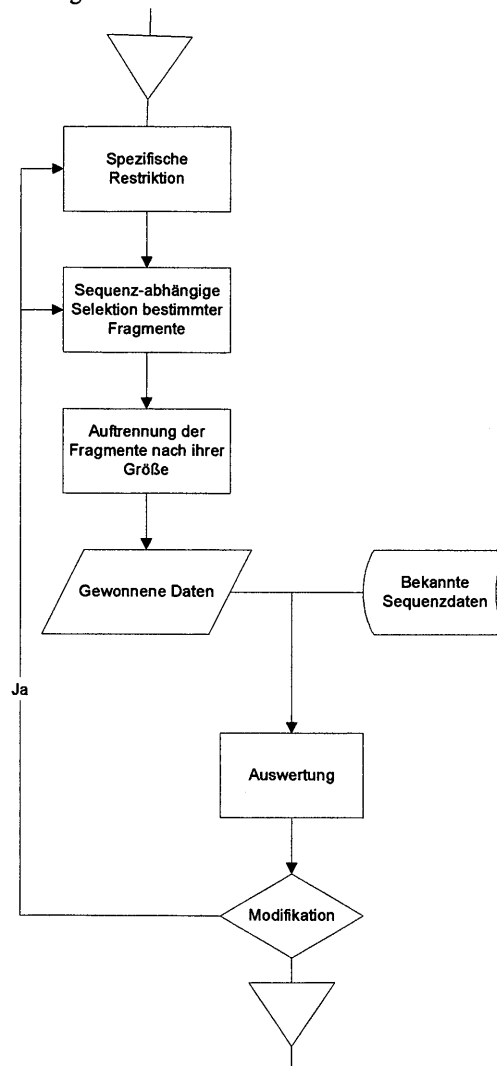 Spezifische
Restriktion
Sequenz-abhängige
Selektion bestimmter
Fragmente
Auftrennung der
Fragmente nach ihrer
Größe
Gewonnene Daten
Bekannte
Sequenzdaten
Ja
Auswertung
Modifikation